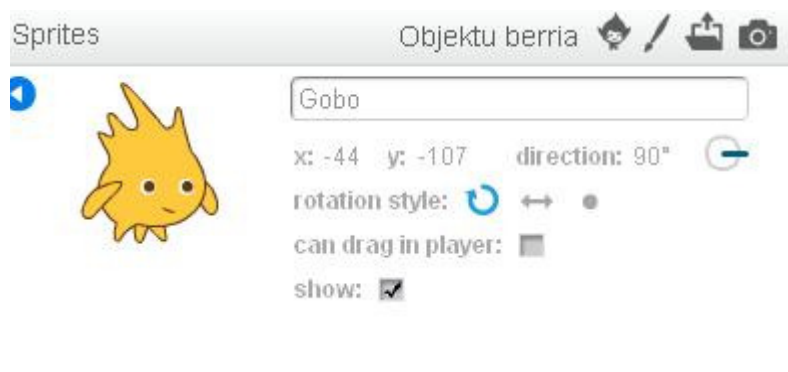 Sprites Objektu berria
Gobo
x: -44 y: -107 direction: 90°
rotation style:
can drag in player:
show: